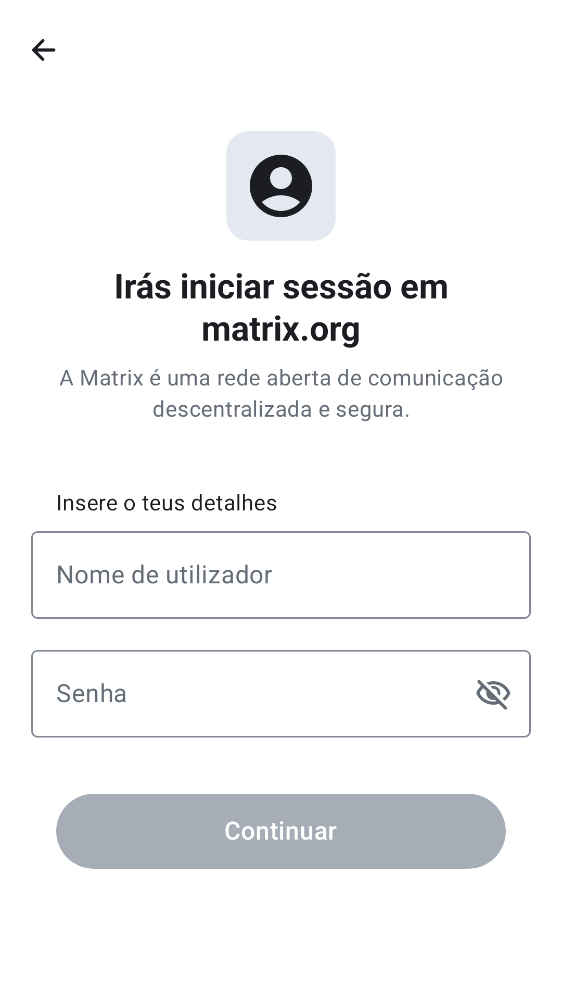 Irás iniciar sessão em
matrix.org
A Matrix é uma rede aberta de comunicação
descentralizada e segura.
Insere o teus detalhes
Nome de utilizador
Senha
Continuar